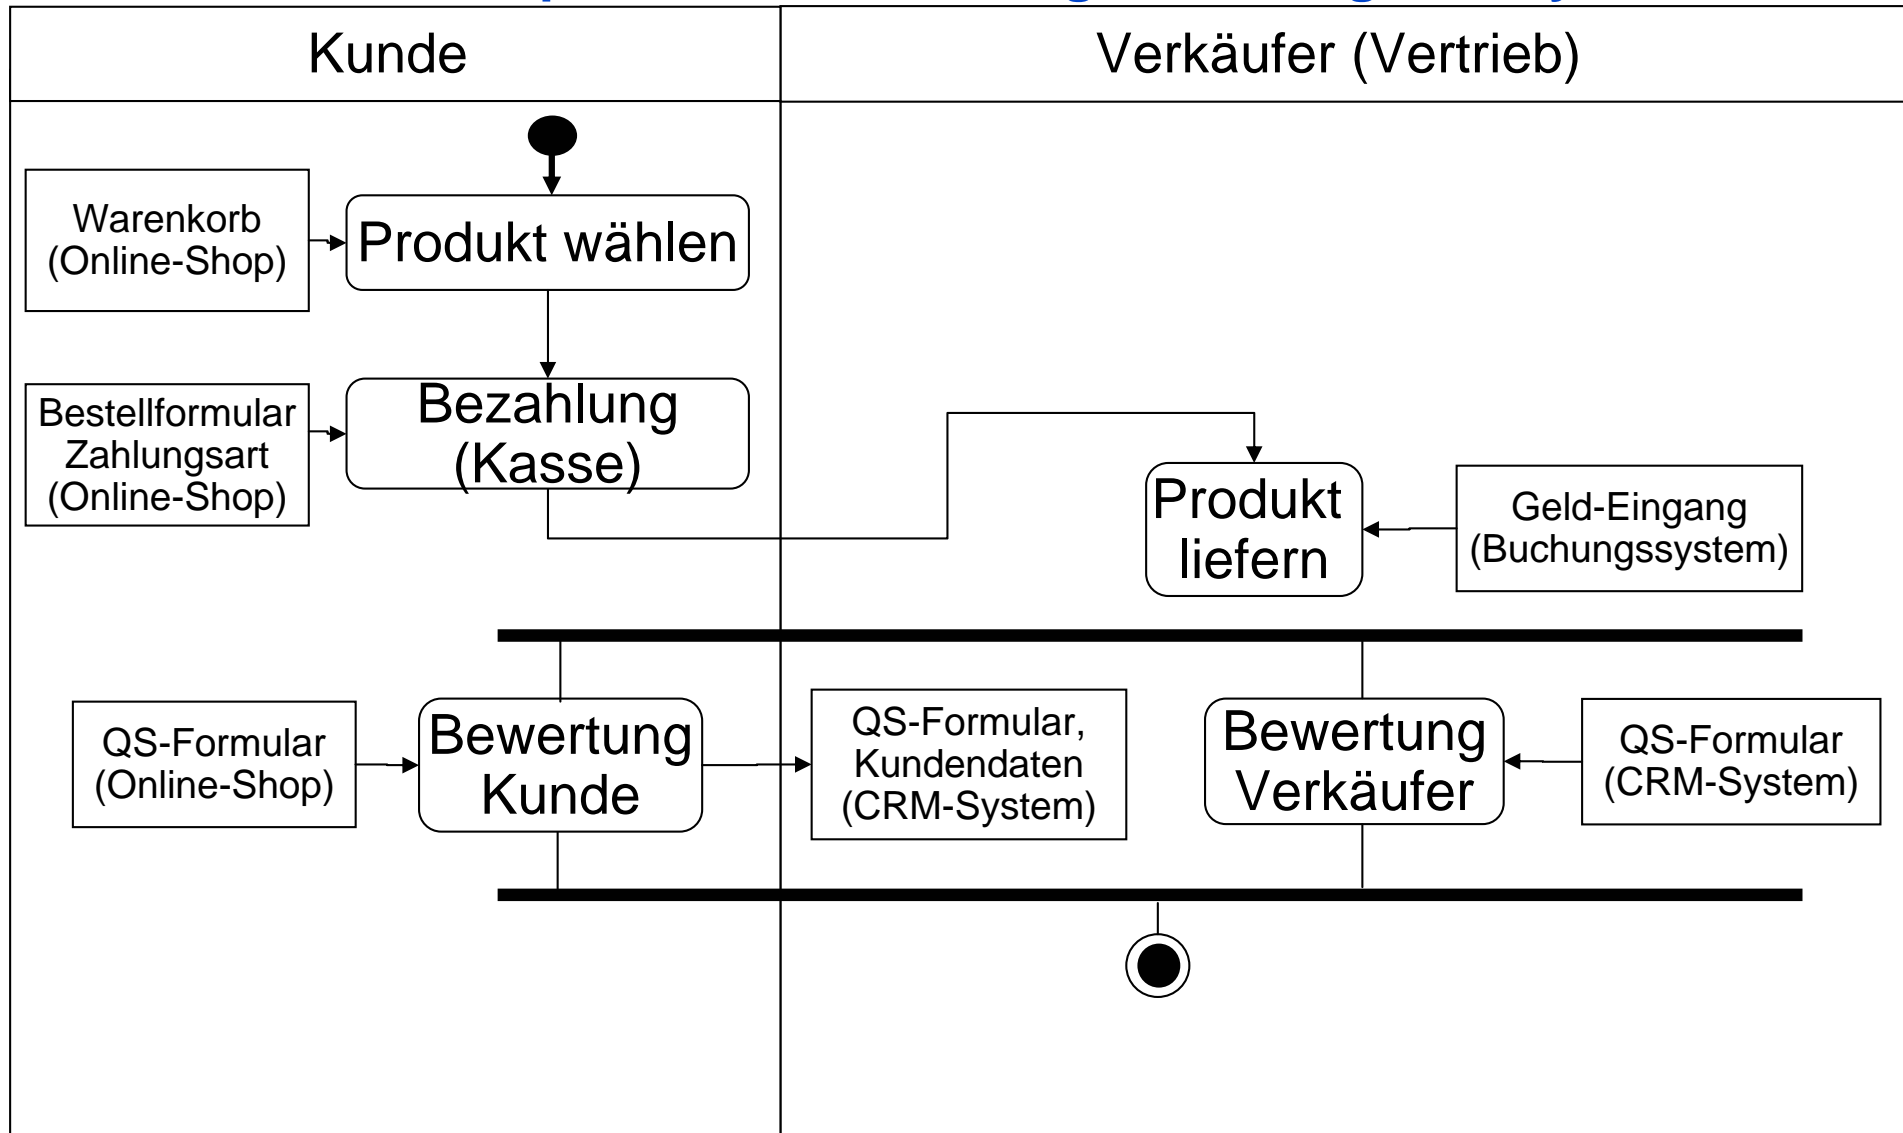 Kunde
Verkäufer (Vertrieb)
Warenkorb
(Online-Shop)
Produkt wählen
Bestellformular
Zahlungsart
(Online-Shop)
Bezahlung
(Kasse)
Produkt
liefern
Geld-Eingang
(Buchungssystem)
QS-Formular
(Online-Shop)
Bewertung
Kunde
QS-Formular,
Kundendaten
(CRM-System)
Bewertung
Verkäufer
QS-Formular
(CRM-System)